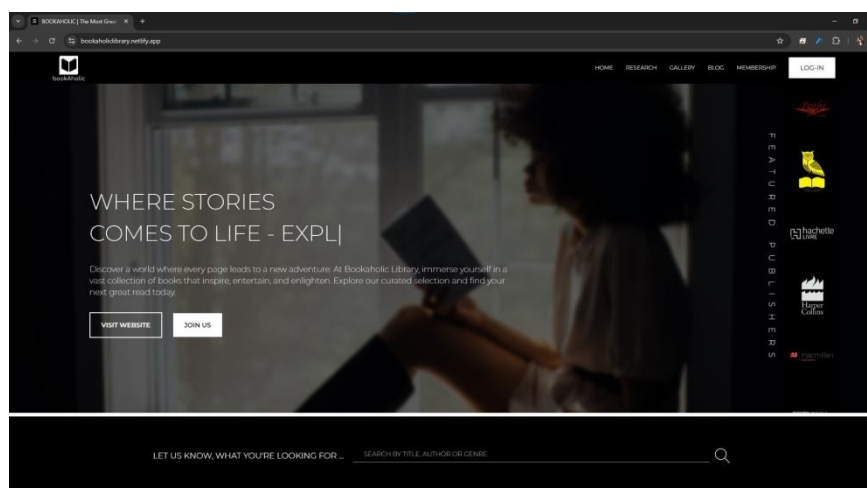 BOOKAHOLIC | The Most Grea
bookaholiclibrary.netlify.app
bookAholic
HOME RESEARCH GALLERY BLOG MEMBERSHIP LOG-IN
WHERE STORIES
COMES TO LIFE - EXPL|
Discover a world where every page leads to a new adventure. At Bookaholic Library, immerse yourself in a
vast collection of books that inspire, entertain, and enlighten. Explore our curated selection and find your
next great read today.
VISIT WEBSITE JOIN US
FEATURED PUBLISHERS
hachette
LIVRE
Harper
Collins
macmillan
LET US KNOW, WHAT YOU'RE LOOKING FOR ... SEARCH BY TITLE, AUTHOR OR GENRE